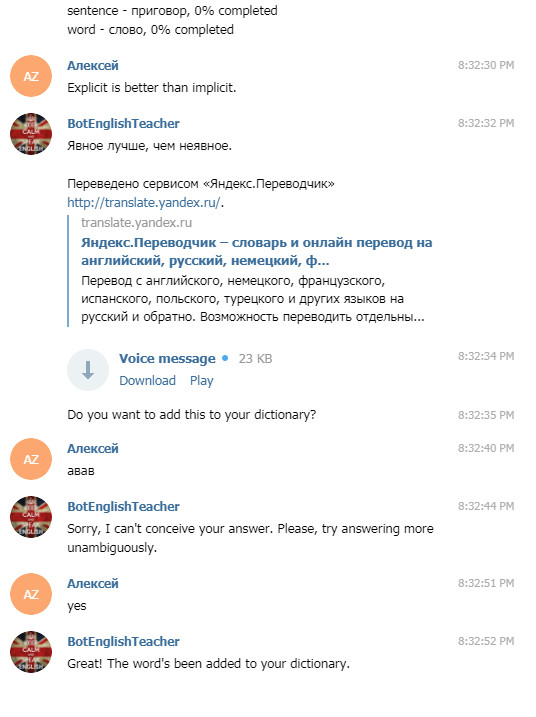 sentence - приговор, 0% completed
word - слово, 0% completed
AZ
Алексей
8:32:30 PM
Explicit is better than implicit.
BotEnglishTeacher
8:32:32 PM
Явное лучше, чем неявное.
Переведено сервисом «Яндекс.Переводчик»
http://translate.yandex.ru/.
translate.yandex.ru
Яндекс.Переводчик – словарь и онлайн перевод на
английский, русский, немецкий, ф...
Перевод с английского, немецкого, французского,
испанского, польского, турецкого и других языков на
русский и обратно. Возможность переводить отдельны...
Voice message 23 KB
8:32:34 PM
Download Play
Do you want to add this to your dictionary?
8:32:35 PM
AZ
Алексей
8:32:40 PM
авав
BotEnglishTeacher
8:32:44 PM
Sorry, I can't conceive your answer. Please, try answering more
unambiguously.
AZ
Алексей
8:32:51 PM
yes
BotEnglishTeacher
8:32:52 PM
Great! The word's been added to your dictionary.